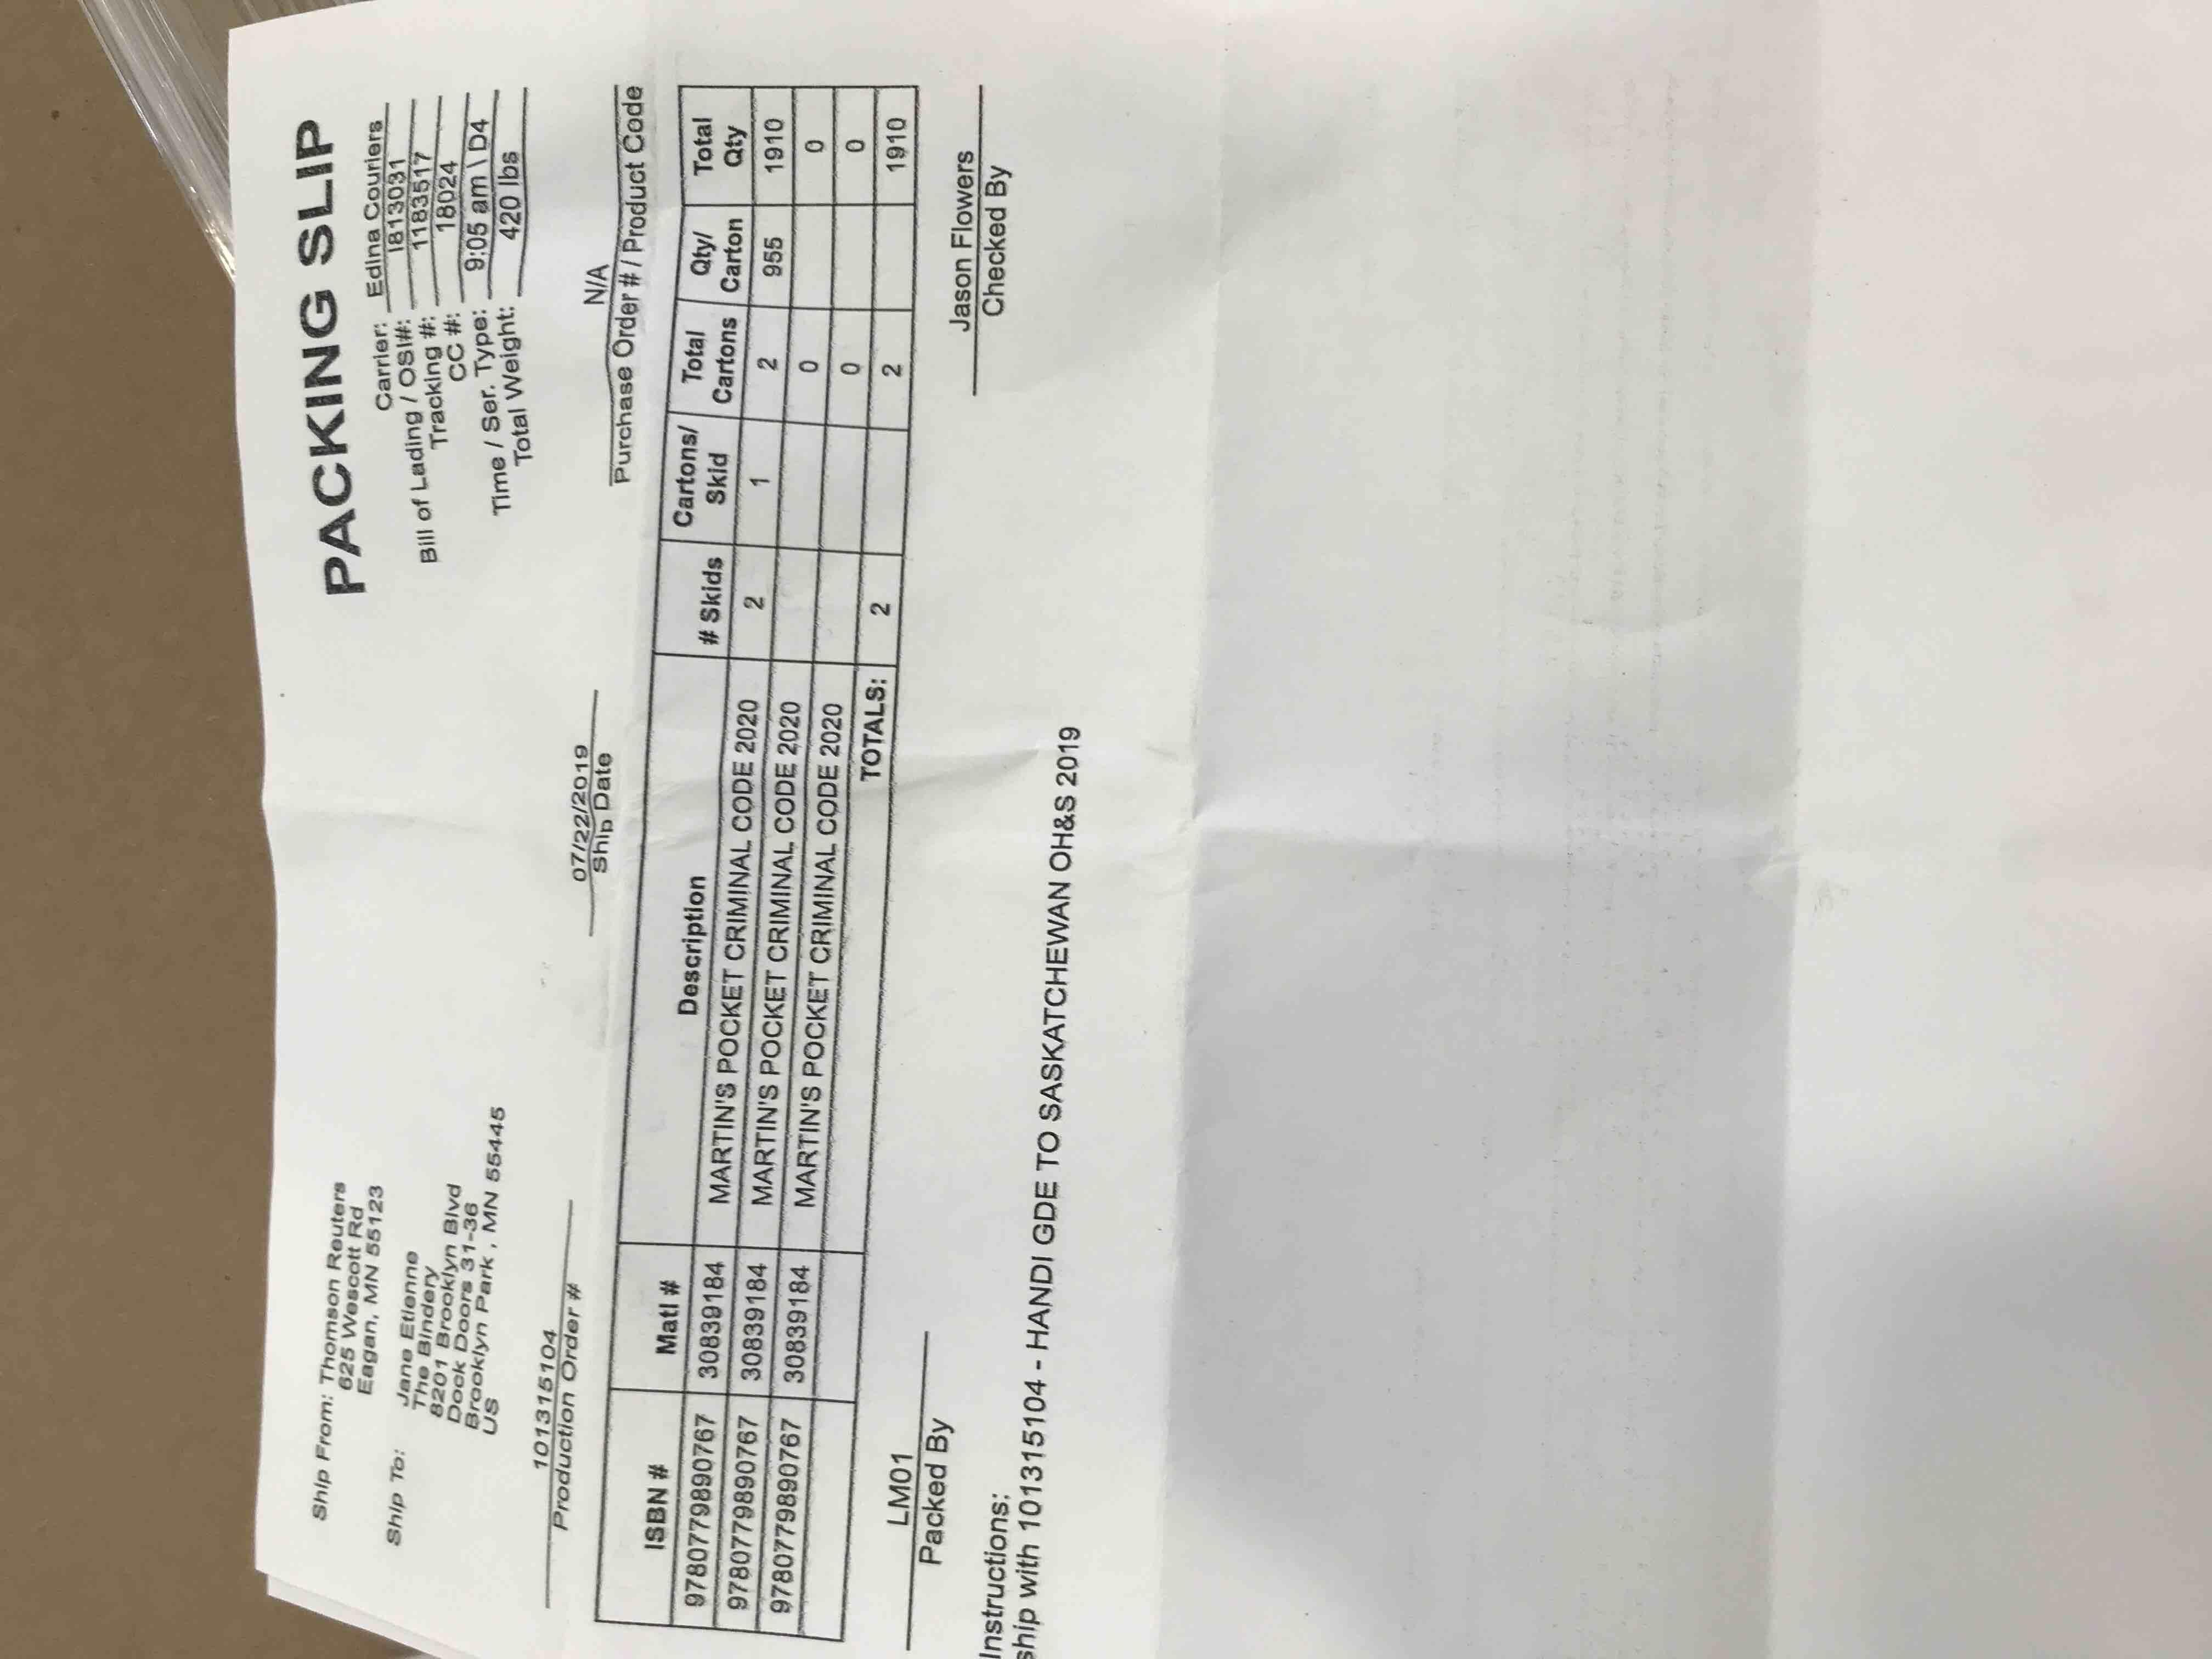 PACKING SLIP
Ship From: Thomson Reuters
625 Wescott Rd
Eagan, MN 55123
Ship To: Jane Etienne
The Bindery
8201 Brooklyn Blvd
Dock Doors 31-36
Brooklyn Park , MN 55445
US
Carrier: Edina Couriers
Bill of Lading / OSI#: I813031
Tracking #: 1183517
CC #: 18024
Time / Ser. Type: 9:05 am \ D4
Total Weight: 420 lbs
101315104 07/22/2019 N/A
Production Order # Ship Date Purchase Order # / Product Code
ISBN # Matl # Description # Skids Cartons/ Skid Total Cartons Qty/ Carton Total Qty
9780779890767 30839184 MARTIN'S POCKET CRIMINAL CODE 2020 2 1 2 955 1910
9780779890767 30839184 MARTIN'S POCKET CRIMINAL CODE 2020 0 0
9780779890767 30839184 MARTIN'S POCKET CRIMINAL CODE 2020 0 0
TOTALS: 2 2 1910
LM01 Jason Flowers
Packed By Checked By
Instructions:
ship with 101315104 - HANDI GDE TO SASKATCHEWAN OH&S 2019